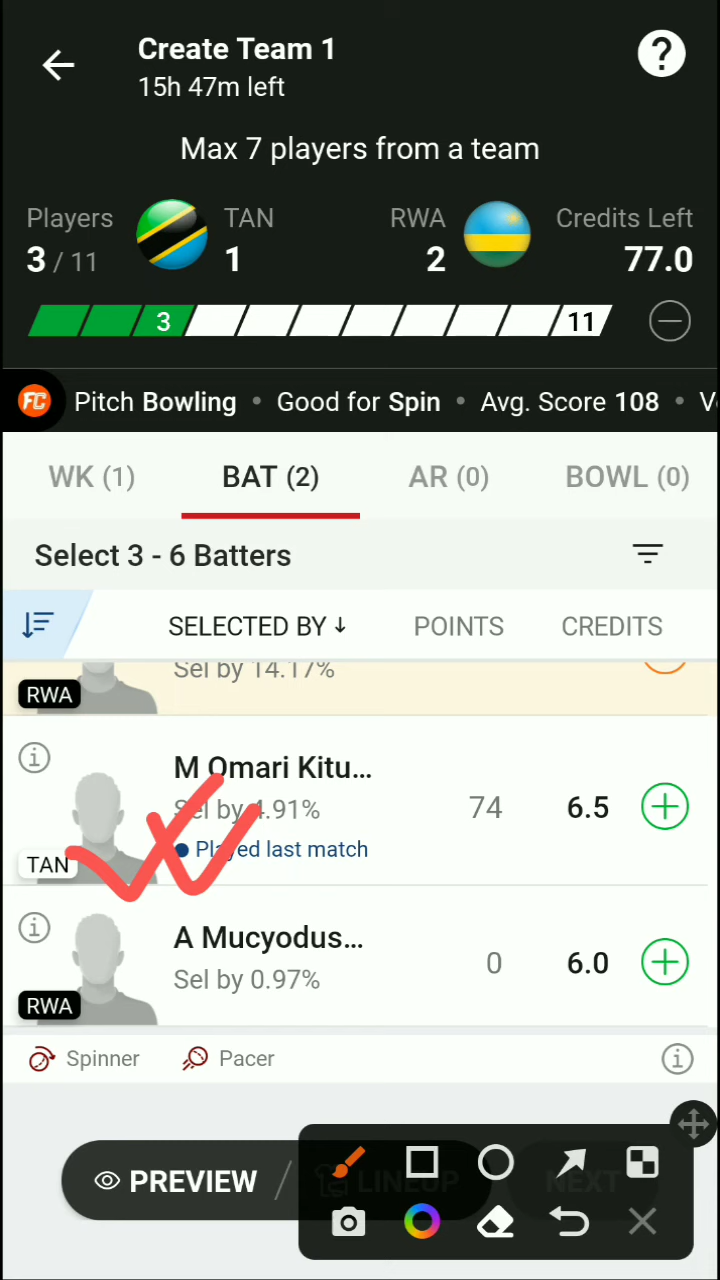 Create Team 1
15h 47m left
?
Max 7 players from a team
Players TAN RWA Credits Left
3 / 11 1 2 77.0
3 11
FC Pitch Bowling • Good for Spin • Avg. Score 108 • V
WK (1) BAT (2) AR (0) BOWL (0)
Select 3 - 6 Batters
SELECTED BY ↓ POINTS CREDITS
Sel by 14.17%
RWA
M Omari Kitu...
Sel by 4.91% 74 6.5
Played last match
TAN
A Mucyodus...
Sel by 0.97% 0 6.0
RWA
Spinner Pacer
PREVIEW / LINEUP NEXT